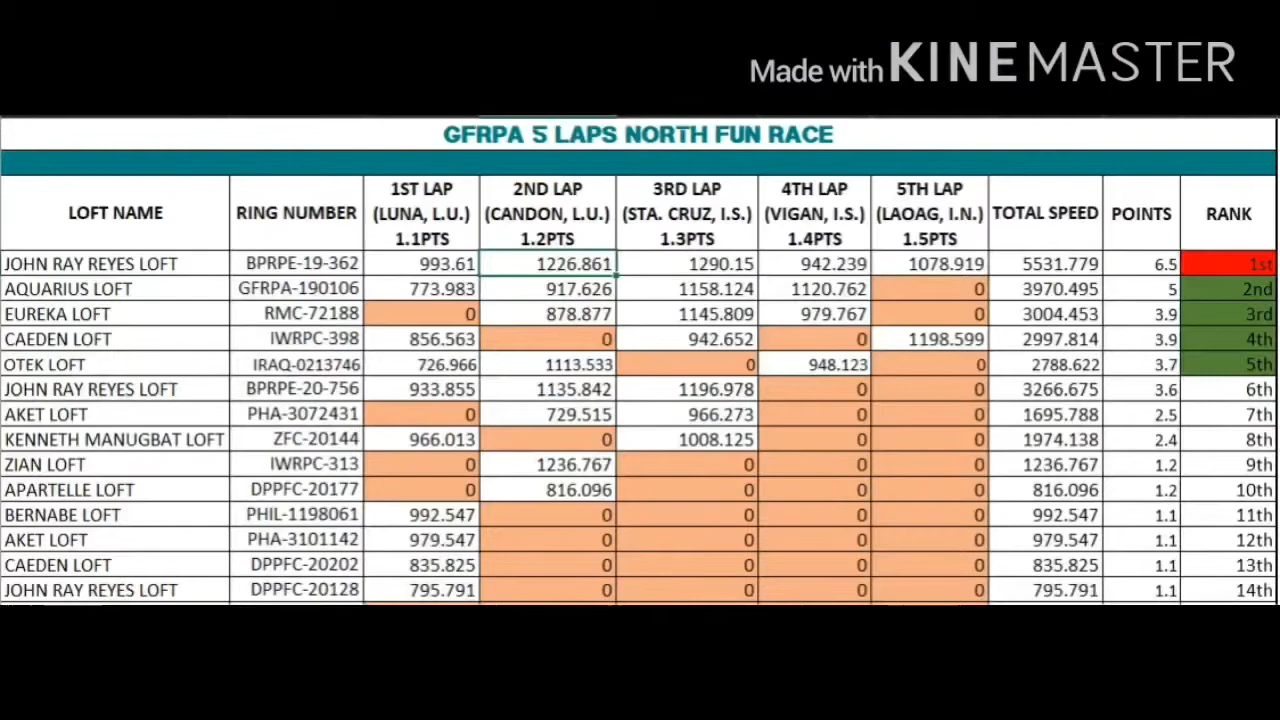 Made with KINEMASTER
GFRPA 5 LAPS NORTH FUN RACE
LOFT NAME RING NUMBER 1ST LAP (LUNA, L.U.) 1.1PTS 2ND LAP (CANDON, L.U.) 1.2PTS 3RD LAP (STA. CRUZ, I.S.) 1.3PTS 4TH LAP (VIGAN, I.S.) 1.4PTS 5TH LAP (LAOAG, I.N.) 1.5PTS TOTAL SPEED POINTS RANK
JOHN RAY REYES LOFT BPRPE-19-362 993.61 1226.861 1290.15 942.239 1078.919 5531.779 6.5 1st
AQUARIUS LOFT GFRPA-190106 773.983 917.626 1158.124 1120.762 0 3970.495 5 2nd
EUREKA LOFT RMC-72188 0 878.877 1145.809 979.767 0 3004.453 3.9 3rd
CAEDEN LOFT IWRPC-398 856.563 0 942.652 0 1198.599 2997.814 3.9 4th
OTEK LOFT IRAQ-0213746 726.966 1113.533 0 948.123 0 2788.622 3.7 5th
JOHN RAY REYES LOFT BPRPE-20-756 933.855 1135.842 1196.978 0 0 3266.675 3.6 6th
AKET LOFT PHA-3072431 0 729.515 966.273 0 0 1695.788 2.5 7th
KENNETH MANUGBAT LOFT ZFC-20144 966.013 0 1008.125 0 0 1974.138 2.4 8th
ZIAN LOFT IWRPC-313 0 1236.767 0 0 0 1236.767 1.2 9th
APARTELLE LOFT DPPFC-20177 0 816.096 0 0 0 816.096 1.2 10th
BERNABE LOFT PHIL-1198061 992.547 0 0 0 0 992.547 1.1 11th
AKET LOFT PHA-3101142 979.547 0 0 0 0 979.547 1.1 12th
CAEDEN LOFT DPPFC-20202 835.825 0 0 0 0 835.825 1.1 13th
JOHN RAY REYES LOFT DPPFC-20128 795.791 0 0 0 0 795.791 1.1 14th